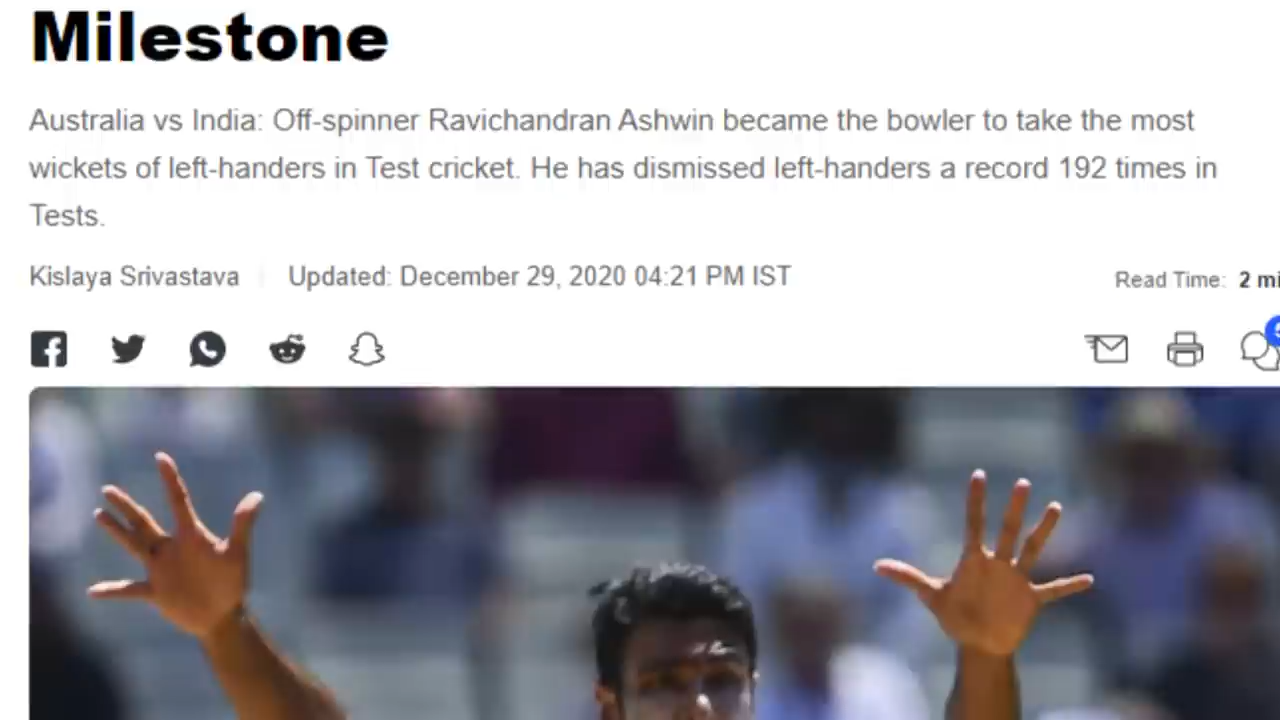 Milestone
Australia vs India: Off-spinner Ravichandran Ashwin became the bowler to take the most
wickets of left-handers in Test cricket. He has dismissed left-handers a record 192 times in
Tests.
Kislaya Srivastava
Updated: December 29, 2020 04:21 PM IST
Read Time: 2 mi